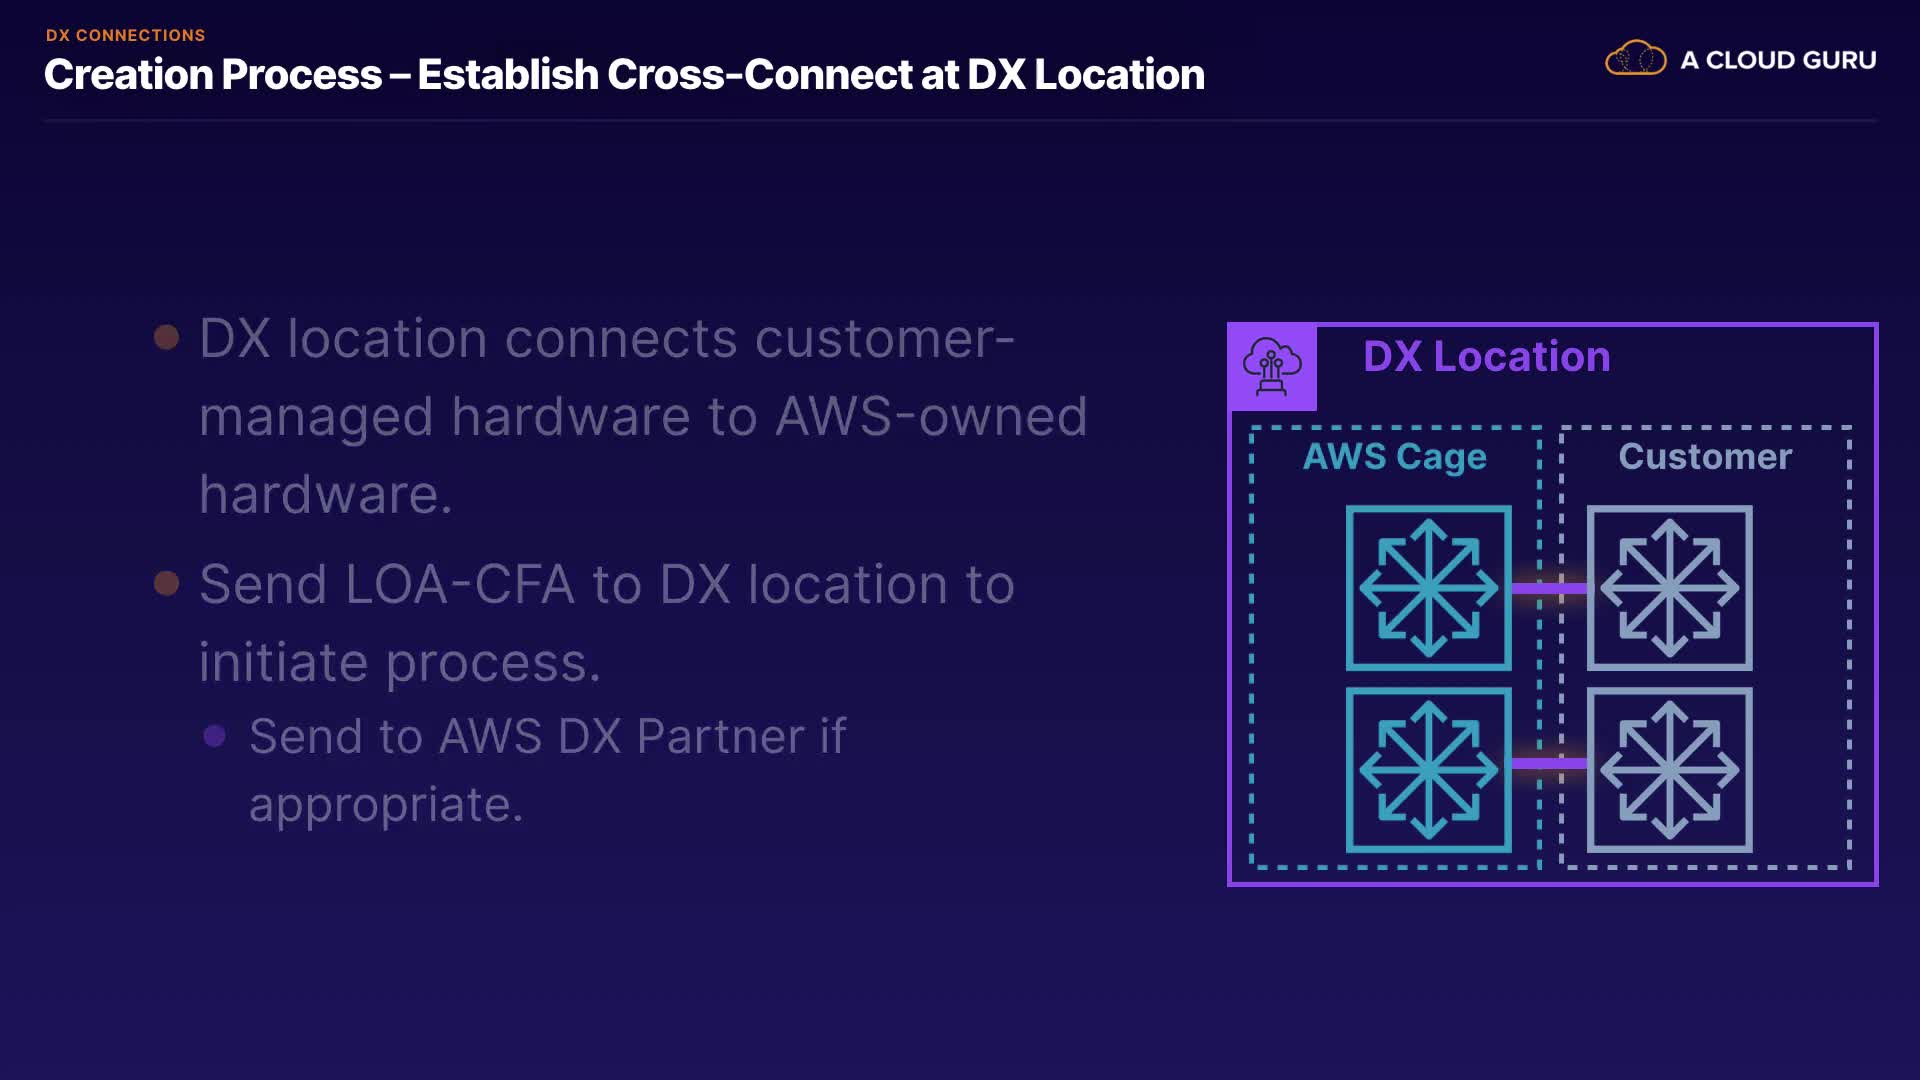 DX CONNECTIONS
Creation Process – Establish Cross-Connect at DX Location
A CLOUD GURU
DX location connects customer-
managed hardware to AWS-owned
hardware.
Send LOA-CFA to DX location to
initiate process.
Send to AWS DX Partner if
appropriate.
DX Location
AWS Cage
Customer